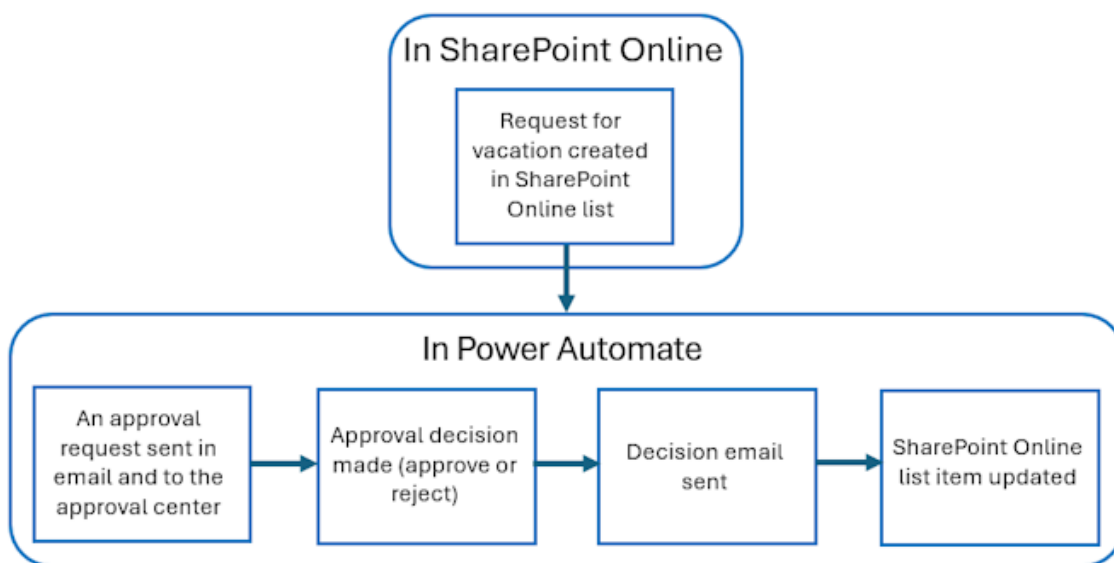 In SharePoint Online
Request for
vacation created
in SharePoint
Online list
In Power Automate
An approval
request sent in
email and to the
approval center
Approval decision
made (approve or
reject)
Decision email
sent
SharePoint Online
list item updated